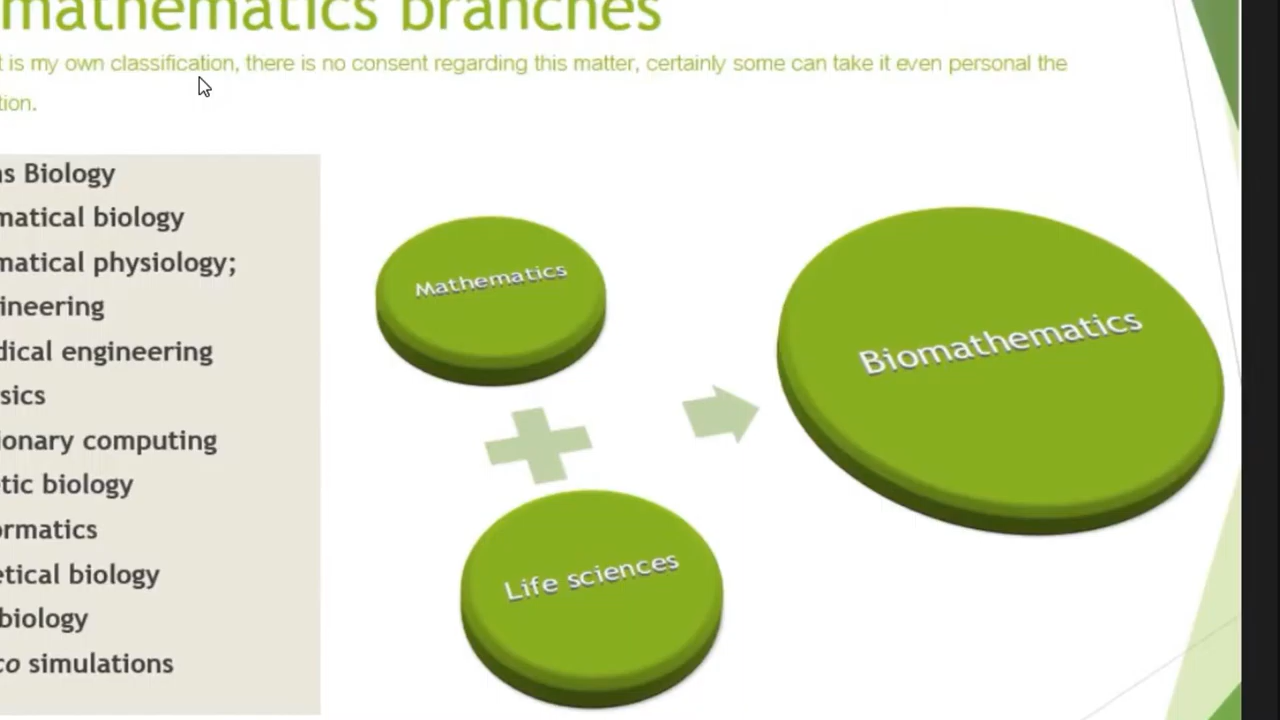 mathematics branches
t is my own classification, there is no consent regarding this matter, certainly some can take it even personal the
tion.
ns Biology
matical biology
matical physiology;
ineering
dical engineering
sics
ionary computing
tic biology
ormatics
etical biology
biology
co simulations
Mathematics
Biomathematics
Life sciences